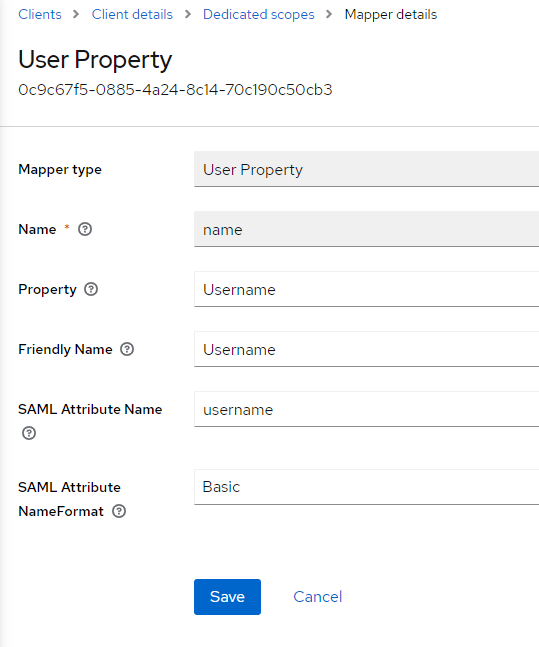 Clients > Client details > Dedicated scopes > Mapper details
User Property
0c9c67f5-0885-4a24-8c14-70c190c50cb3
Mapper type
User Property
Name *
name
Property
Username
Friendly Name
Username
SAML Attribute Name
username
SAML Attribute
NameFormat
Basic
Save Cancel